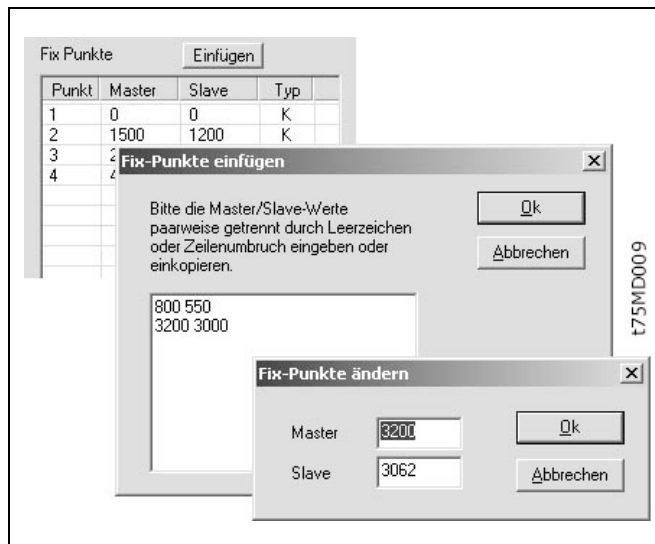 Fix Punkte Einfügen
Punkt Master Slave Typ
1 0 0 K
2 1500 1200 K
3 2
4 4
Fix-Punkte einfügen
Bitte die Master/Slave-Werte
paarweise getrennt durch Leerzeichen
oder Zeilenumbruch eingeben oder
einkopieren.
Ok
Abbrechen
800 550
3200 3000
Fix-Punkte ändern
Master 3200
Slave 3062
Ok
Abbrechen
t75MD009